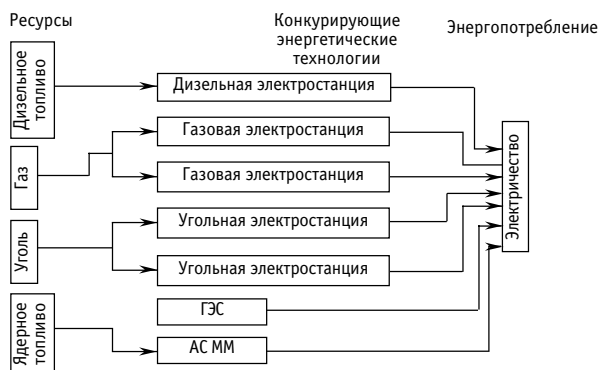 Ресурсы
Конкурирующие
энергетические
технологии
Энергопотребление
Дизельное
топливо
Дизельная электростанция
Газ
Газовая электростанция
Газовая электростанция
Уголь
Угольная электростанция
Угольная электростанция
Ядерное
топливо
ГЭС
АС ММ
Электричество